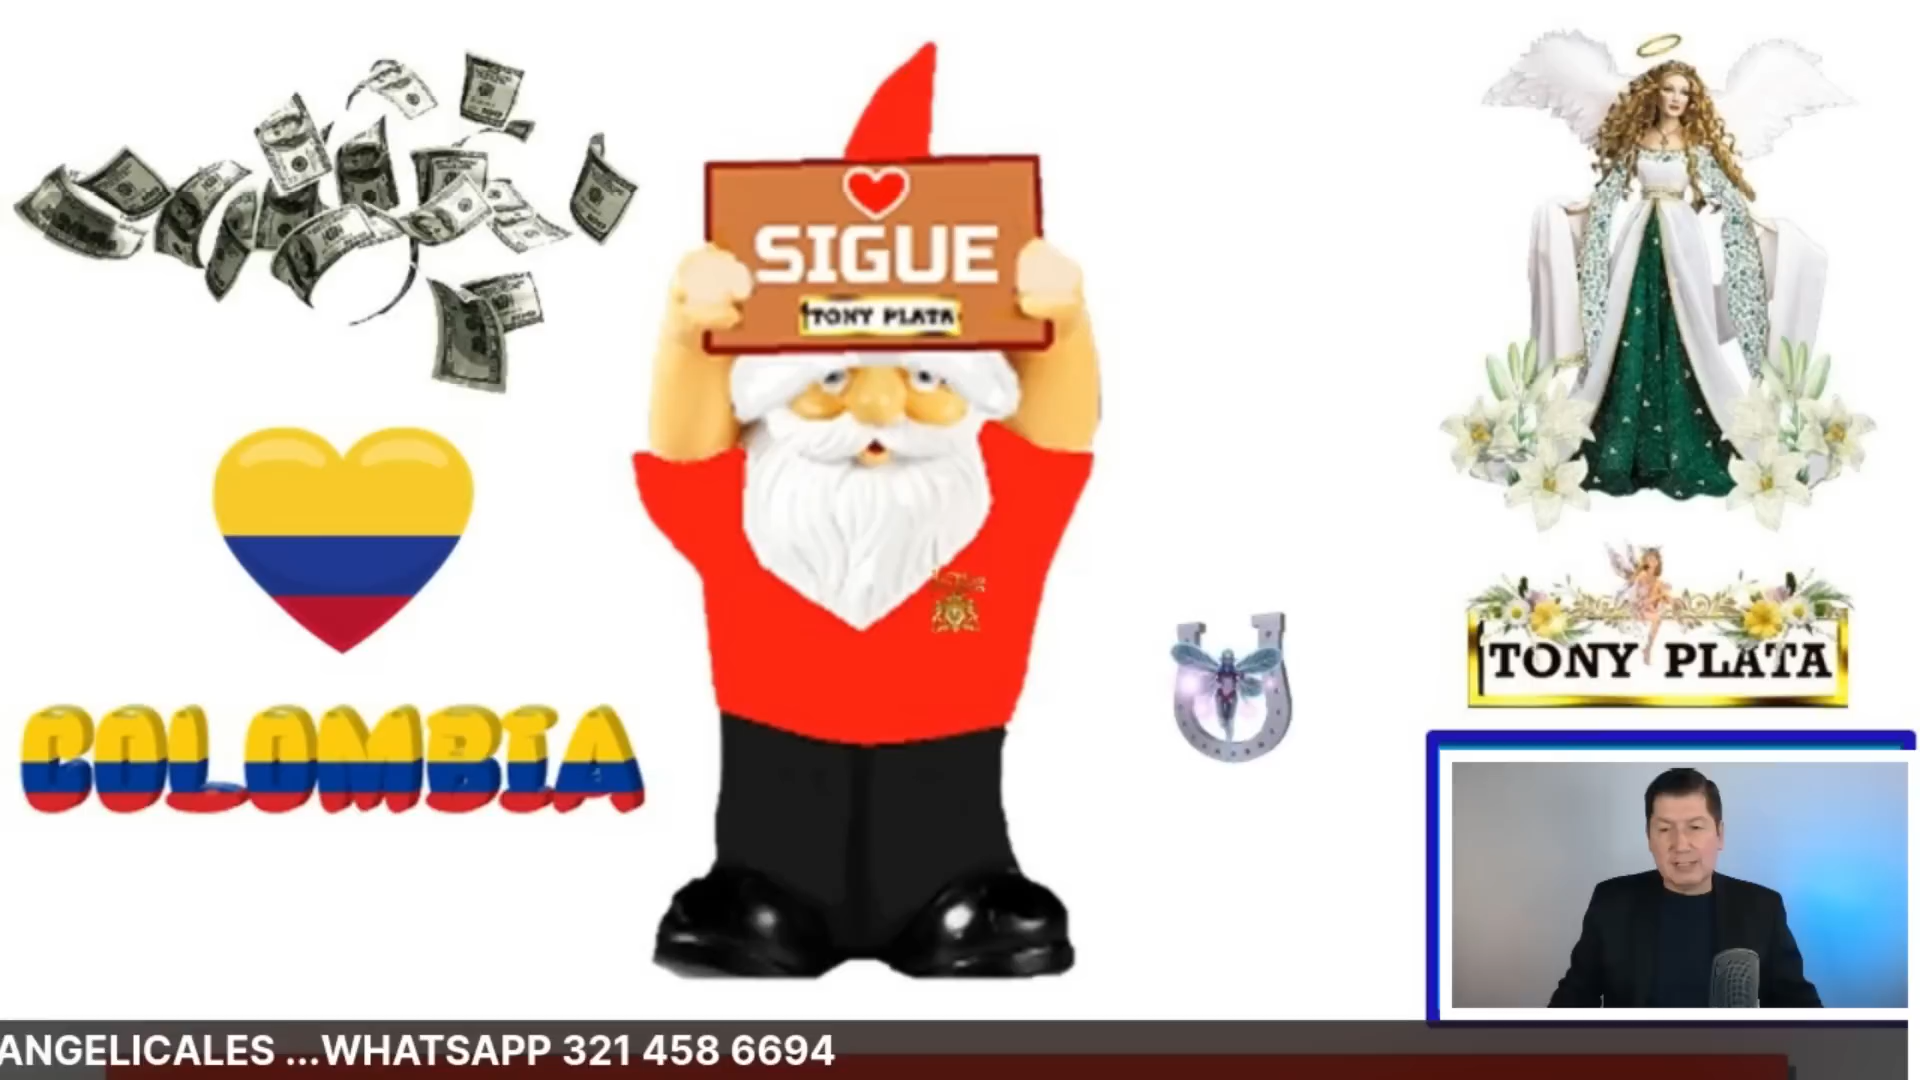 SIGUE
TONY PLATA
COLOMBIA
TONY PLATA
ANGELICALES ...WHATSAPP 321 458 6694